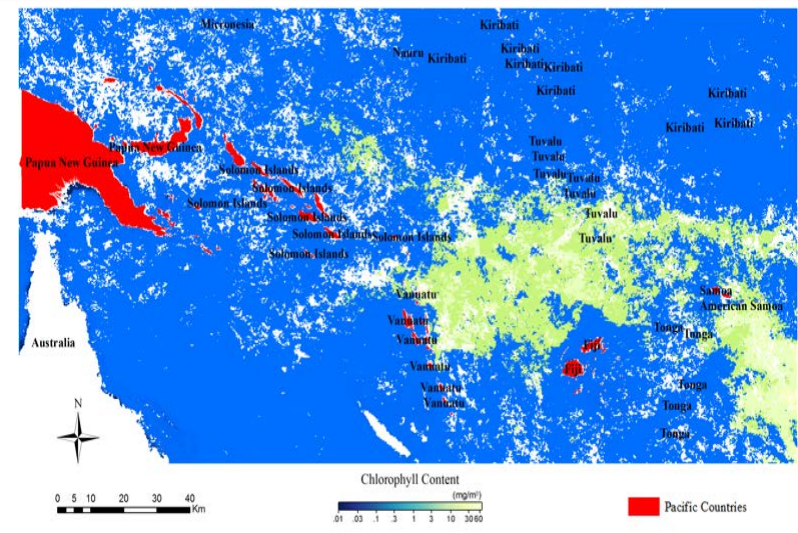 Micronesia
Kiribati
Nauru
Kiribati
Kiribati
Kiribati
Kiribati
Kiribati
Kiribati
Kiribati
Kiribati
Papua New Guinea
Papua New Guinea
Tuvalu
Tuvalu
Tuvalu
Tuvalu
Tuvalu
Tuvalu
Tuvalu
Solomon Islands
Solomon Islands
Solomon Islands
Solomon Islands
Solomon Islands
Solomon Islands
Solomon Islands
Vanuatu
Vanuatu
Vanuatu
Vanuatu
Vanuatu
Vanuatu
Samoa
American Samoa
Tonga
Tonga
Fiji
Fiji
Tonga
Tonga
Tonga
Australia
N
0 5 10 20 30 40
Km
Chlorophyll Content
(mg/m³)
.01 .03 .1 .3 1 3 10 30 60
Pacific Countries